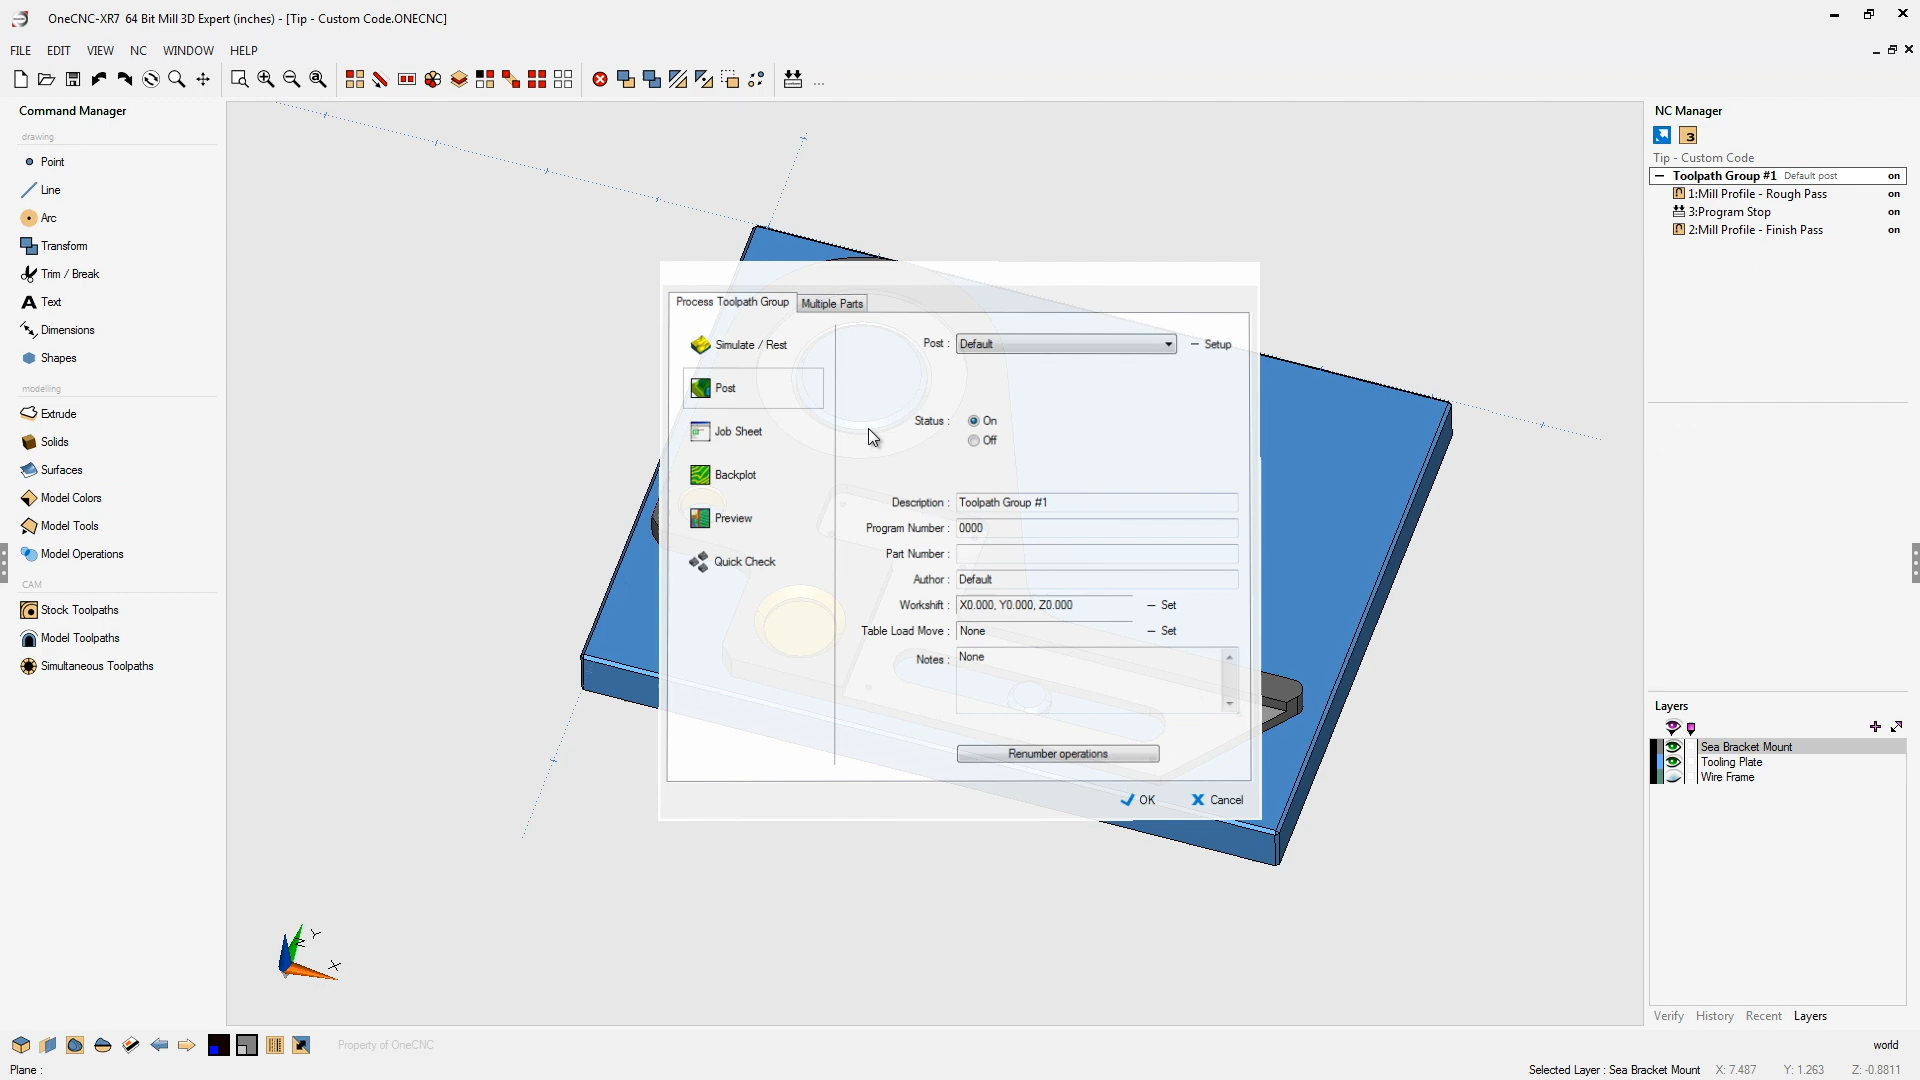 OneCNC-XR7 64 Bit Mill 3D Expert (inches) - [Tip - Custom Code.ONECNC]
FILE EDIT VIEW NC WINDOW HELP
Command Manager
drawing
Point
Line
Arc
Transform
Trim / Break
Text
Dimensions
Shapes
modelling
Extrude
Solids
Surfaces
Model Colors
Model Tools
Model Operations
CAM
Stock Toolpaths
Model Toolpaths
Simultaneous Toolpaths
Process Toolpath Group Multiple Parts
Simulate / Rest
Post
Job Sheet
Backplot
Preview
Quick Check
Post : Default Setup
Status : On
Off
Description : Toolpath Group #1
Program Number : 0000
Part Number :
Author : Default
Workshift : X0.000, Y0.000, Z0.000 Set
Table Load Move : None Set
Notes : None
Renumber operations
OK Cancel
NC Manager
3
Tip - Custom Code
Toolpath Group #1 Default post on
1:Mill Profile - Rough Pass on
3:Program Stop on
2:Mill Profile - Finish Pass on
Layers
Sea Bracket Mount
Tooling Plate
Wire Frame
Verify History Recent Layers
Y
Z
X
Property of OneCNC
world
Plane :
Selected Layer : Sea Bracket Mount X: 7.487 Y: 1.263 Z: -0.8811